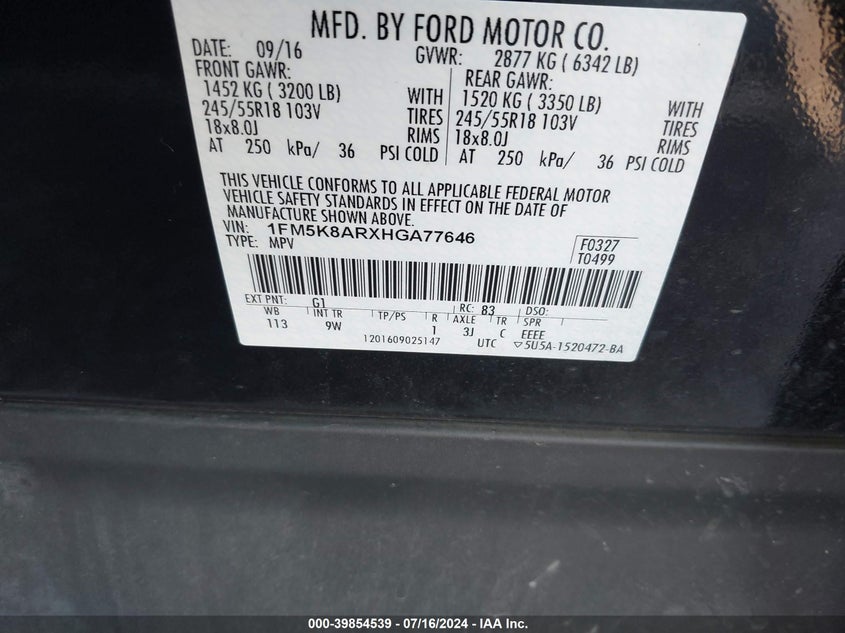 MFD. BY FORD MOTOR CO.
DATE: 09/16 GVWR: 2877 KG ( 6342 LB)
FRONT GAWR: REAR GAWR:
1452 KG ( 3200 LB) WITH 1520 KG ( 3350 LB) WITH
245/55R18 103V TIRES 245/55R18 103V TIRES
18x8.0J RIMS 18x8.0J RIMS
AT 250 kPa/ 36 PSI COLD AT 250 kPa/ 36 PSI COLD
THIS VEHICLE CONFORMS TO ALL APPLICABLE FEDERAL MOTOR
VEHICLE SAFETY STANDARDS IN EFFECT ON THE DATE OF
MANUFACTURE SHOWN ABOVE.
VIN: 1FM5K8ARXHGA77646
TYPE: MPV
F0327
T0499
EXT PNT: G1 RC: 83 DSO:
WB INT TR TP/PS R AXLE TR SPR
113 9W 1 3J C EEEE
1201609025147 UTC ▽5U5A-1520472-BA
000-39854539 / 07/16/2024 - IAA Inc.